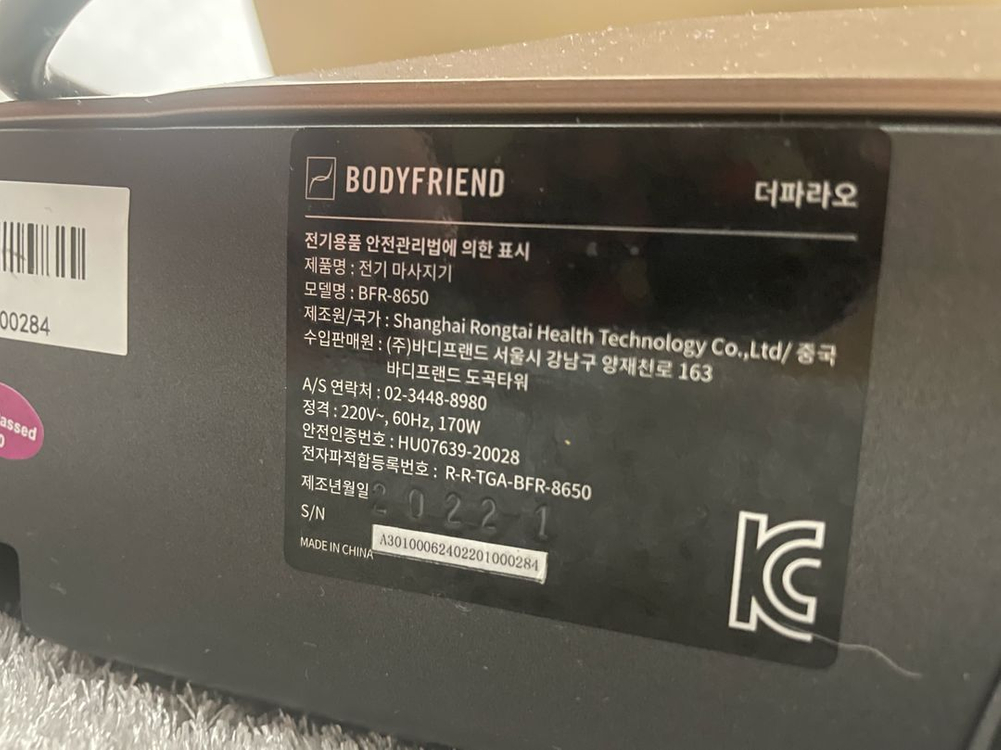 BODYFRIEND
더파라오
전기용품 안전관리법에 의한 표시
제품명 : 전기 마사지기
모델명 : BFR-8650
제조원/국가 : Shanghai Rongtai Health Technology Co.,Ltd/ 중국
수입판매원 : (주)바디프랜드 서울시 강남구 양재천로 163
바디프랜드 도곡타워
A/S 연락처 : 02-3448-8980
정격 : 220V~, 60Hz, 170W
안전인증번호 : HU07639-20028
전자파적합등록번호 : R-R-TGA-BFR-8650
제조년월일 2022 1
S/N
A30100062402201000284
MADE IN CHINA
KC
00284
assed
0